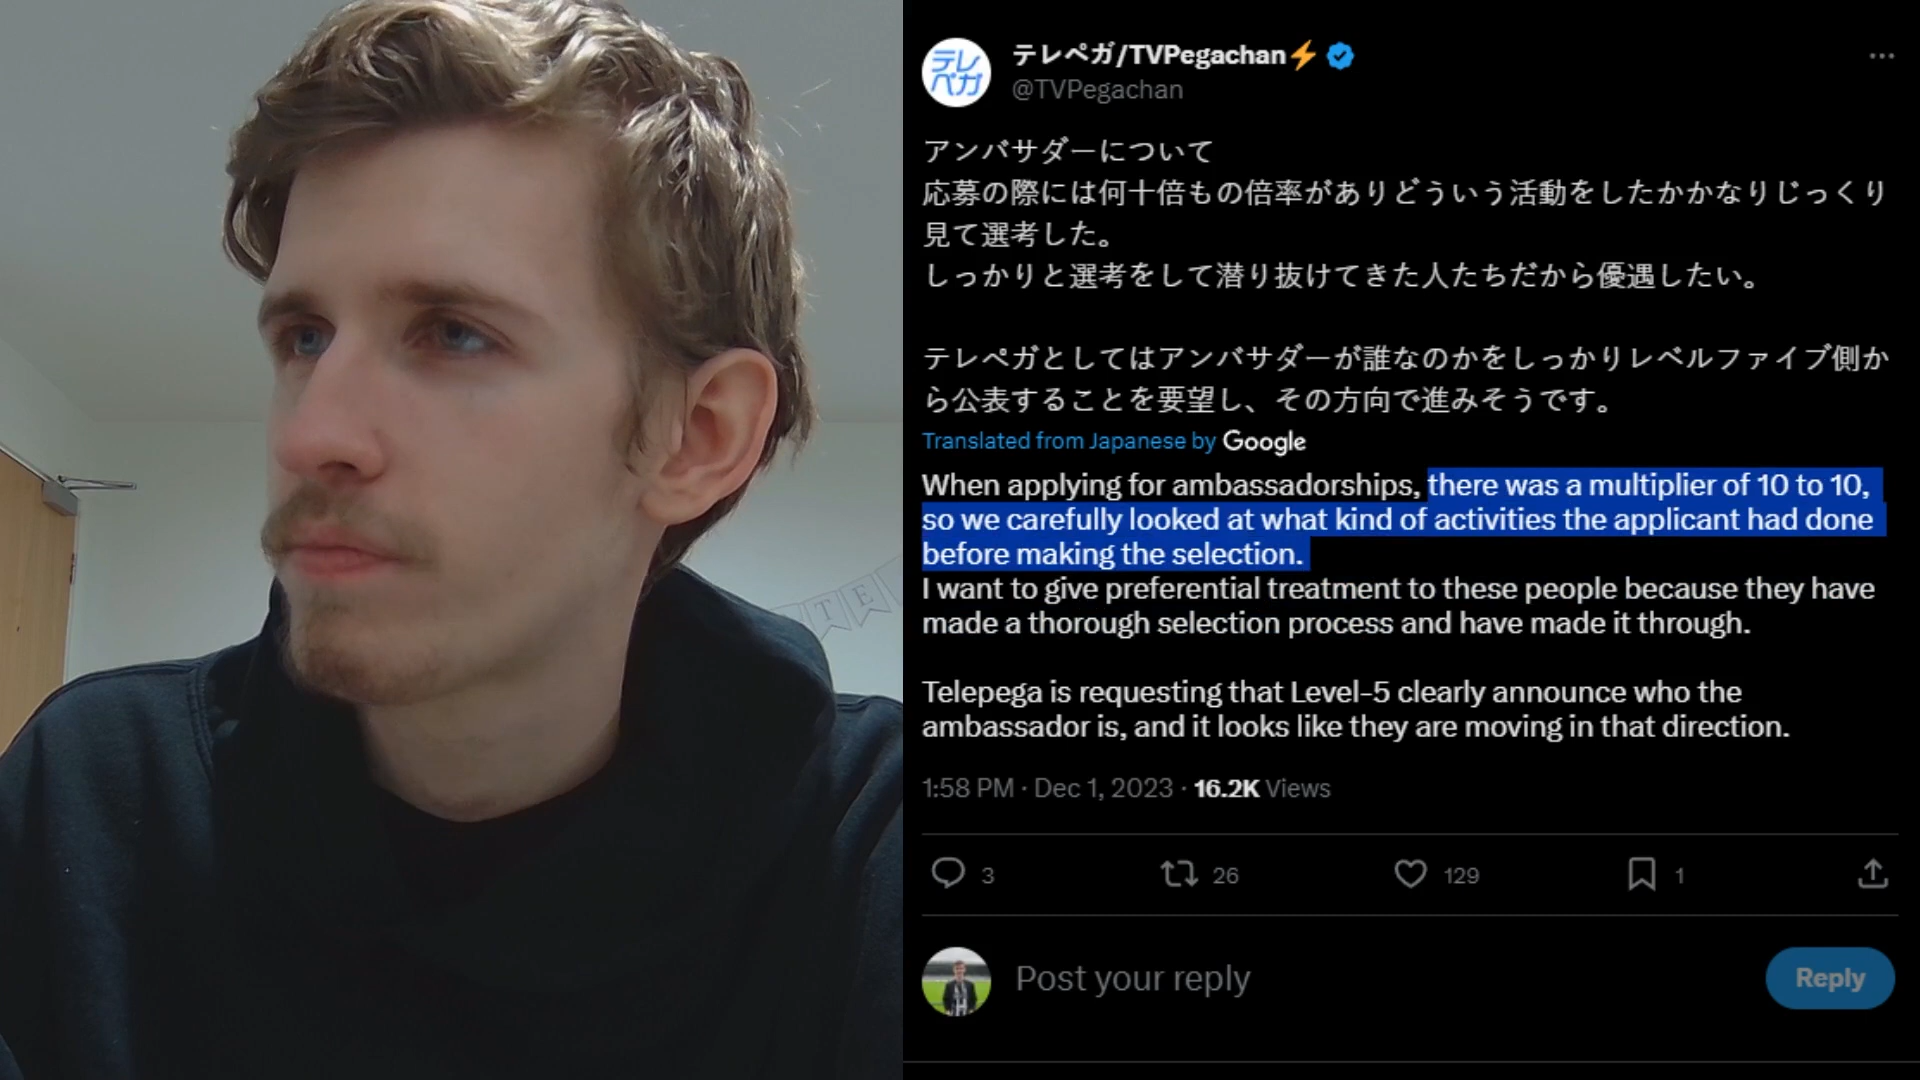 テレペガ/TVPegachan⚡
@TVPegachan
テレ
ペガ
アンバサダーについて
応募の際には何十倍もの倍率がありどういう活動をしたかかなりじっくり
見て選考した。
しっかりと選考をして潜り抜けてきた人たちだから優遇したい。
テレペガとしてはアンバサダーが誰なのかをしっかりレベルファイブ側か
ら公表することを要望し、その方向で進みそうです。
Translated from Japanese by Google
When applying for ambassadorships, there was a multiplier of 10 to 10,
so we carefully looked at what kind of activities the applicant had done
before making the selection.
I want to give preferential treatment to these people because they have
made a thorough selection process and have made it through.
Telepega is requesting that Level-5 clearly announce who the
ambassador is, and it looks like they are moving in that direction.
1:58 PM · Dec 1, 2023 · 16.2K Views
3 26 129 1
Post your reply
Reply